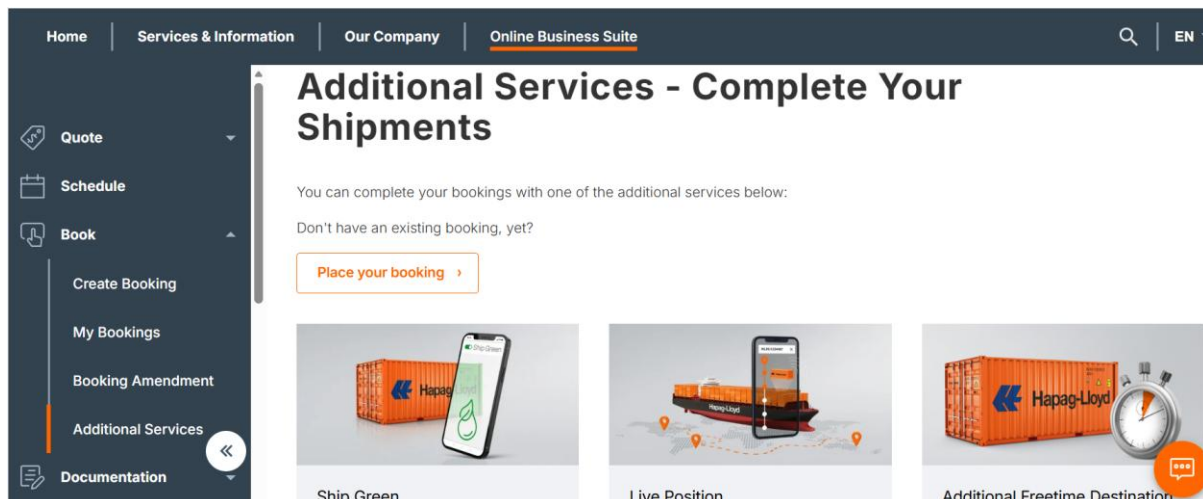 Home
Services & Information
Our Company
Online Business Suite
EN
Quote
Schedule
Book
Create Booking
My Bookings
Booking Amendment
Additional Services
Documentation
Additional Services - Complete Your
Shipments
You can complete your bookings with one of the additional services below:
Don't have an existing booking, yet?
Place your booking
Ship Green
Hapag-Lloyd
Hapag-Lloyd
Hapag-Lloyd
Ship Green
Live Position
Additional Freetime Destination